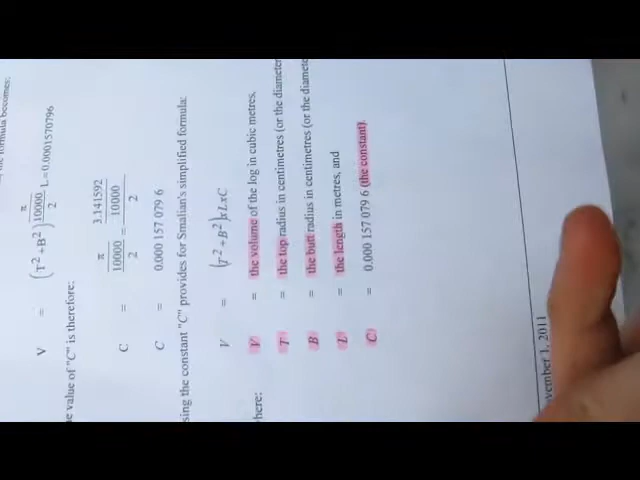 the formula becomes:
V = (T² + B²) π/10000/2 L = 0.0001570796
e value of "C" is therefore:
C = π/10000/2 = 3.141592/10000/2
C = 0.000 157 079 6
sing the constant "C" provides for Smalian's simplified formula:
V = (T² + B²)xLxC
here:
V = the volume of the log in cubic metres,
T = the top radius in centimetres (or the diameter
B = the butt radius in centimetres (or the diamete
L = the length in metres, and
C = 0.000 157 079 6 (the constant).
vember 1, 2011